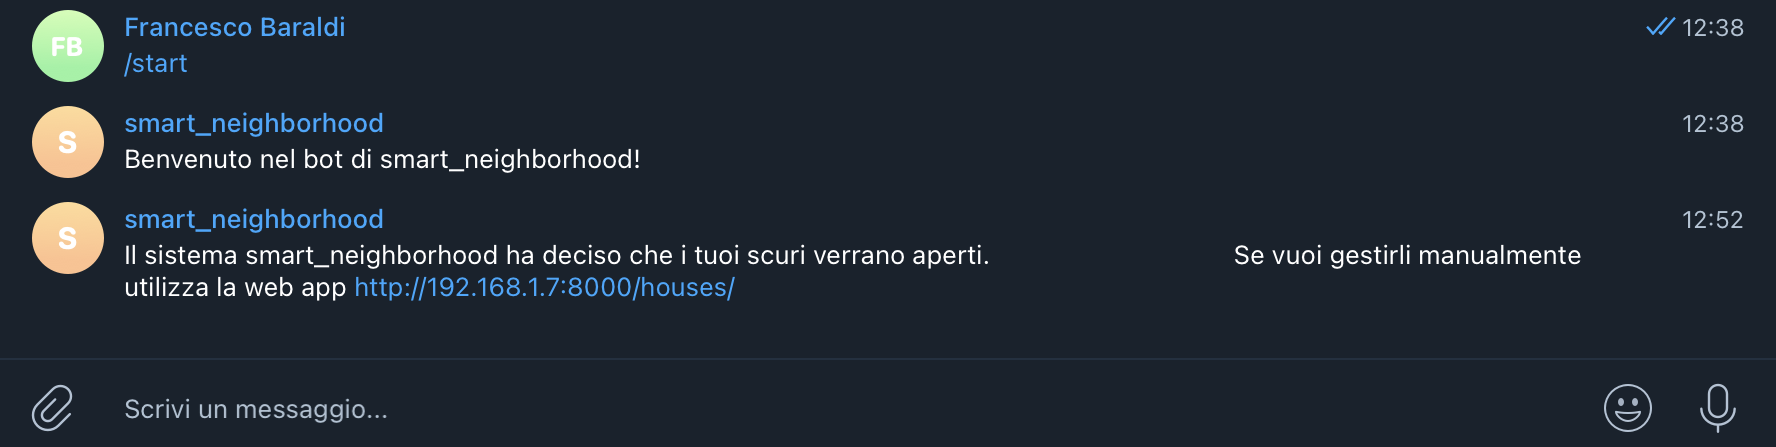 FB
Francesco Baraldi
12:38
/start
S
smart_neighborhood
12:38
Benvenuto nel bot di smart_neighborhood!
S
smart_neighborhood
12:52
Il sistema smart_neighborhood ha deciso che i tuoi scuri verrano aperti. Se vuoi gestirli manualmente
utilizza la web app http://192.168.1.7:8000/houses/
Scrivi un messaggio...